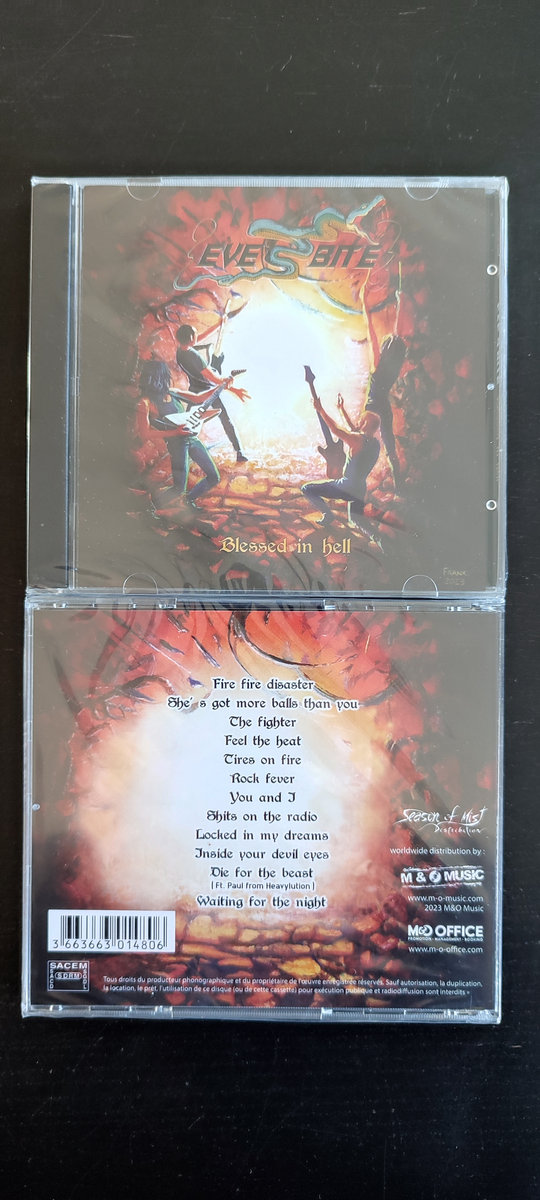 EVE'S BITE
Blessed in hell
FRANK
2023
Fire fire disaster
She's got more balls than you
The fighter
Feel the heat
Tires on fire
Rock fever
You and I
Shits on the radio
Locked in my dreams
Inside your devil eyes
Die for the beast
( Ft. Paul from Heavylution )
Waiting for the night
season of mist
Distribution
worldwide distribution by :
M & O MUSIC
www.m-o-music.com
2023 M&O Music
M&O OFFICE
PROMOTION - MANAGEMENT - BOOKING
www.m-o-office.com
3 663663 014806
SACEM
SDRM
Tous droits du producteur phonographique et du propriétaire de l'œuvre enregistrée réservés. Sauf autorisation, la duplication,
la location, le pret, l'utilisation de ce disque (ou de cette cassette) pour exécution publique et radiodiffusion sont interdits -